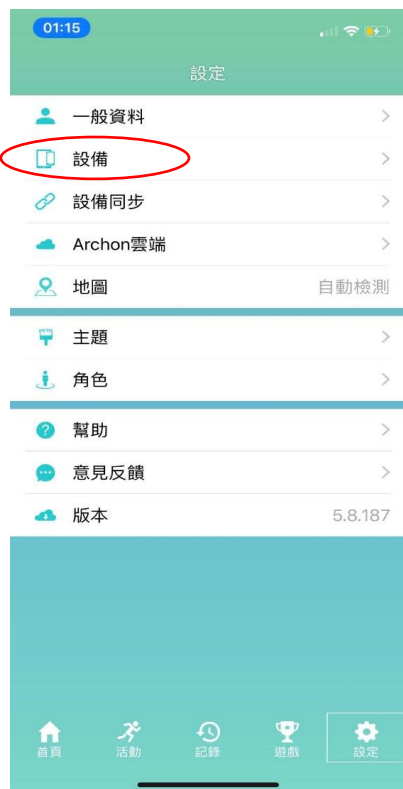 01:15
設定
一般資料
設備
設備同步
Archon雲端
地圖 自動檢測
主題
角色
幫助
意見反饋
版本 5.8.187
首頁 活動 記錄 遊戲 設定